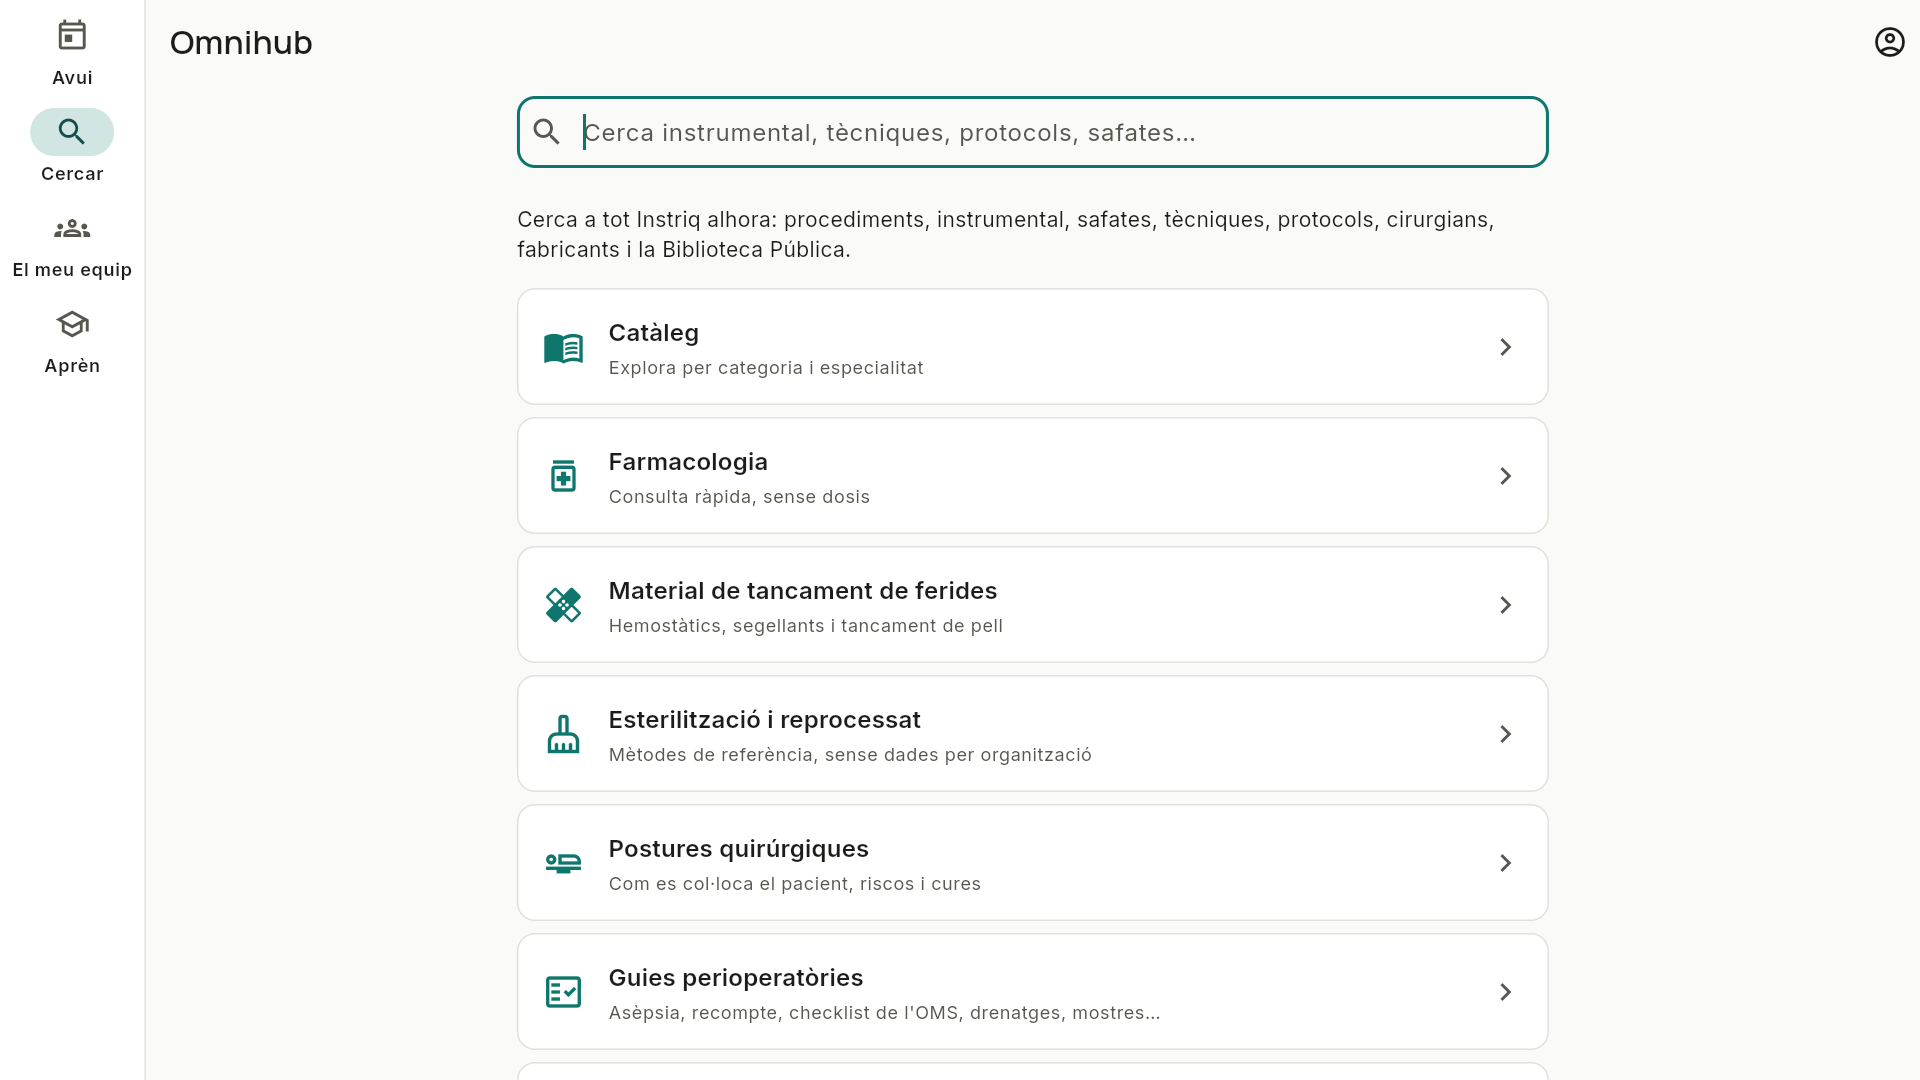 Omnihub
Avui
Cercar
El meu equip
Aprèn
Cerca instrumental, tècniques, protocols, safates...
Cerca a tot Instriq alhora: procediments, instrumental, safates, tècniques, protocols, cirurgians,
fabricants i la Biblioteca Pública.
Catàleg
Explora per categoria i especialitat
Farmacologia
Consulta ràpida, sense dosis
Material de tancament de ferides
Hemostàtics, segellants i tancament de pell
Esterilització i reprocessat
Mètodes de referència, sense dades per organització
Postures quirúrgiques
Com es col·loca el pacient, riscos i cures
Guies perioperatòries
Asèpsia, recompte, checklist de l'OMS, drenatges, mostres...